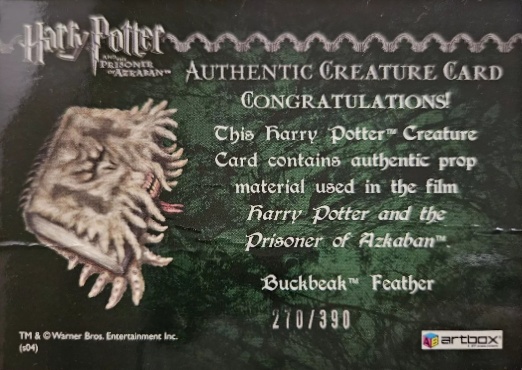 Harry Potter
AND THE
PRISONER
OF AZKABAN™
AUTHENTIC CREATURE CARD
CONGRATULATIONS!
This Harry Potter™ Creature
Card contains authentic prop
material used in the film
Harry Potter and the
Prisoner of Azkaban™.
Buckbeak™ Feather
270/390
TM & © Warner Bros. Entertainment Inc.
(s04)
artbox